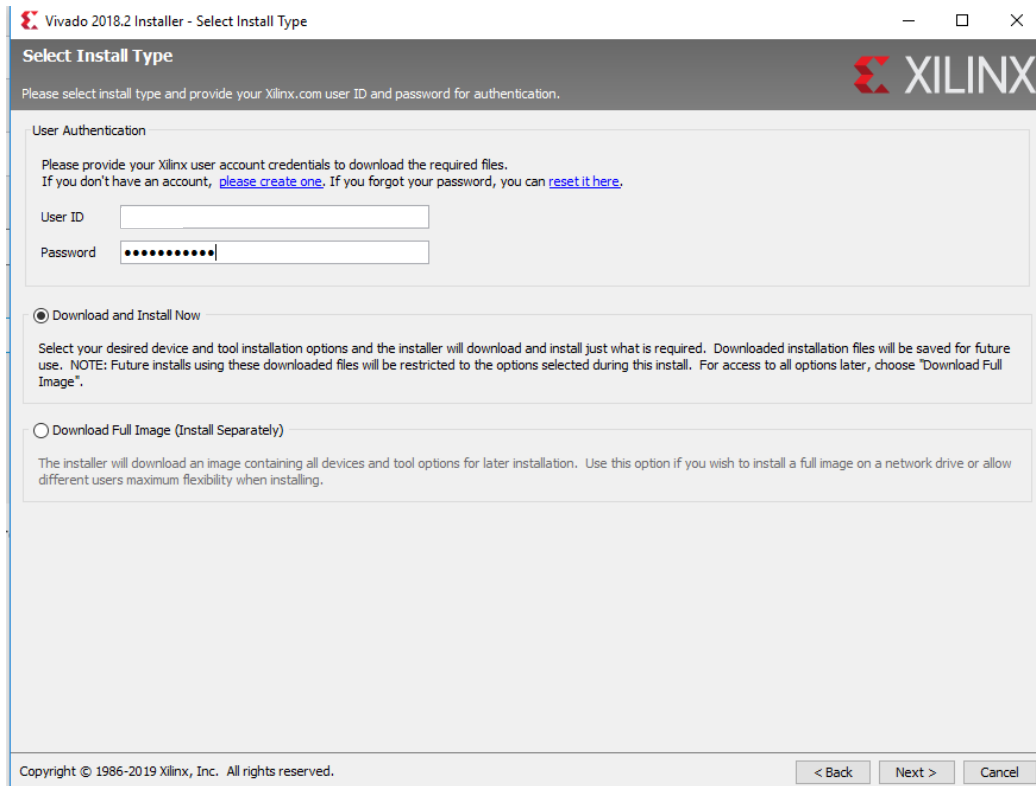 Vivado 2018.2 Installer - Select Install Type
Select Install Type
XILINX
Please select install type and provide your Xilinx.com user ID and password for authentication.
User Authentication
Please provide your Xilinx user account credentials to download the required files.
If you don't have an account, please create one. If you forgot your password, you can reset it here.
User ID
Password
Download and Install Now
Select your desired device and tool installation options and the installer will download and install just what is required. Downloaded installation files will be saved for future
use. NOTE: Future installs using these downloaded files will be restricted to the options selected during this install. For access to all options later, choose "Download Full
Image".
Download Full Image (Install Separately)
The installer will download an image containing all devices and tool options for later installation. Use this option if you wish to install a full image on a network drive or allow
different users maximum flexibility when installing.
Copyright © 1986-2019 Xilinx, Inc. All rights reserved.
< Back
Next >
Cancel